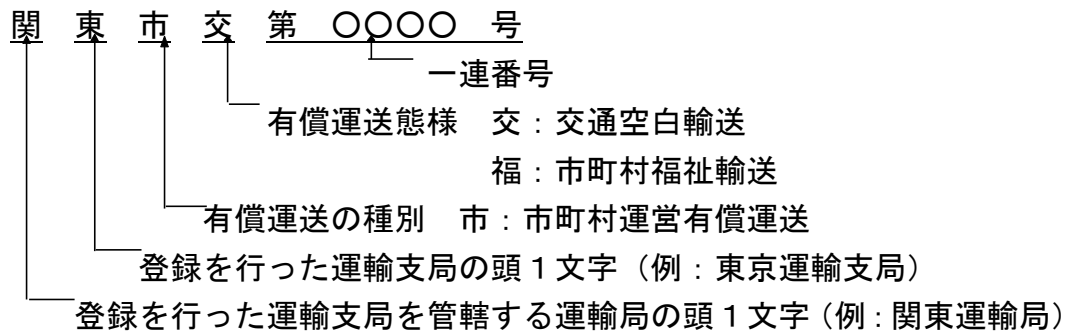 関 東 市 交 第 〇〇〇〇 号
一連番号
有償運送態様 交：交通空白輸送
福：市町村福祉輸送
有償運送の種別 市：市町村運営有償運送
登録を行った運輸支局の頭１文字（例：東京運輸支局）
登録を行った運輸支局を管轄する運輸局の頭１文字（例：関東運輸局）